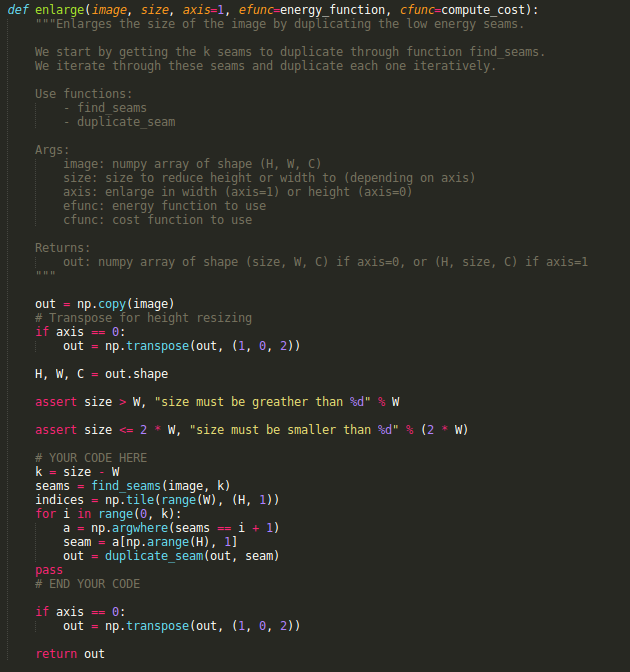 def enlarge(image, size, axis=1, efunc=energy_function, cfunc=compute_cost):
    """Enlarges the size of the image by duplicating the low energy seams.

    We start by getting the k seams to duplicate through function find_seams.
    We iterate through these seams and duplicate each one iteratively.

    Use functions:
        - find_seams
        - duplicate_seam

    Args:
        image: numpy array of shape (H, W, C)
        size: size to reduce height or width to (depending on axis)
        axis: enlarge in width (axis=1) or height (axis=0)
        efunc: energy function to use
        cfunc: cost function to use

    Returns:
        out: numpy array of shape (size, W, C) if axis=0, or (H, size, C) if axis=1
    """

    out = np.copy(image)
    # Transpose for height resizing
    if axis == 0:
        out = np.transpose(out, (1, 0, 2))

    H, W, C = out.shape

    assert size > W, "size must be greather than %d" % W

    assert size <= 2 * W, "size must be smaller than %d" % (2 * W)

    # YOUR CODE HERE
    k = size - W
    seams = find_seams(image, k)
    indices = np.tile(range(W), (H, 1))
    for i in range(0, k):
        a = np.argwhere(seams == i + 1)
        seam = a[np.arange(H), 1]
        out = duplicate_seam(out, seam)
    pass
    # END YOUR CODE

    if axis == 0:
        out = np.transpose(out, (1, 0, 2))

    return out